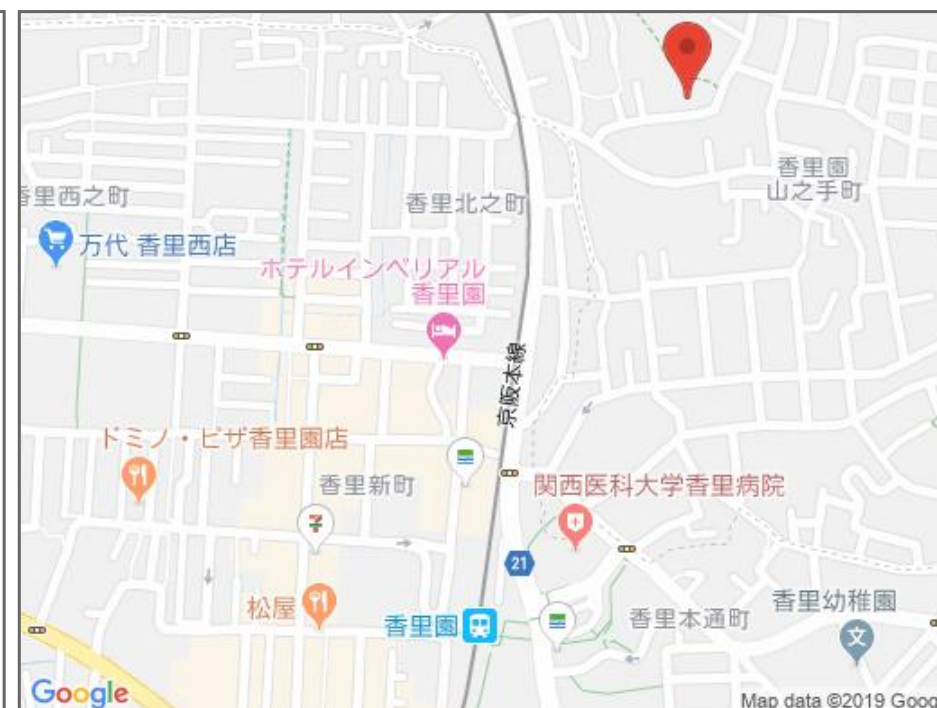 香里園
山之手町
香里西之町
香里北之町
万代 香里西店
ホテルインペリアル
香里園
京阪本線
ドミノ・ピザ香里園店
香里新町
関西医科大学香里病院
7
21
松屋
香里園
香里本通町
香里幼稚園
文
Google
Map data ©2019 Goog